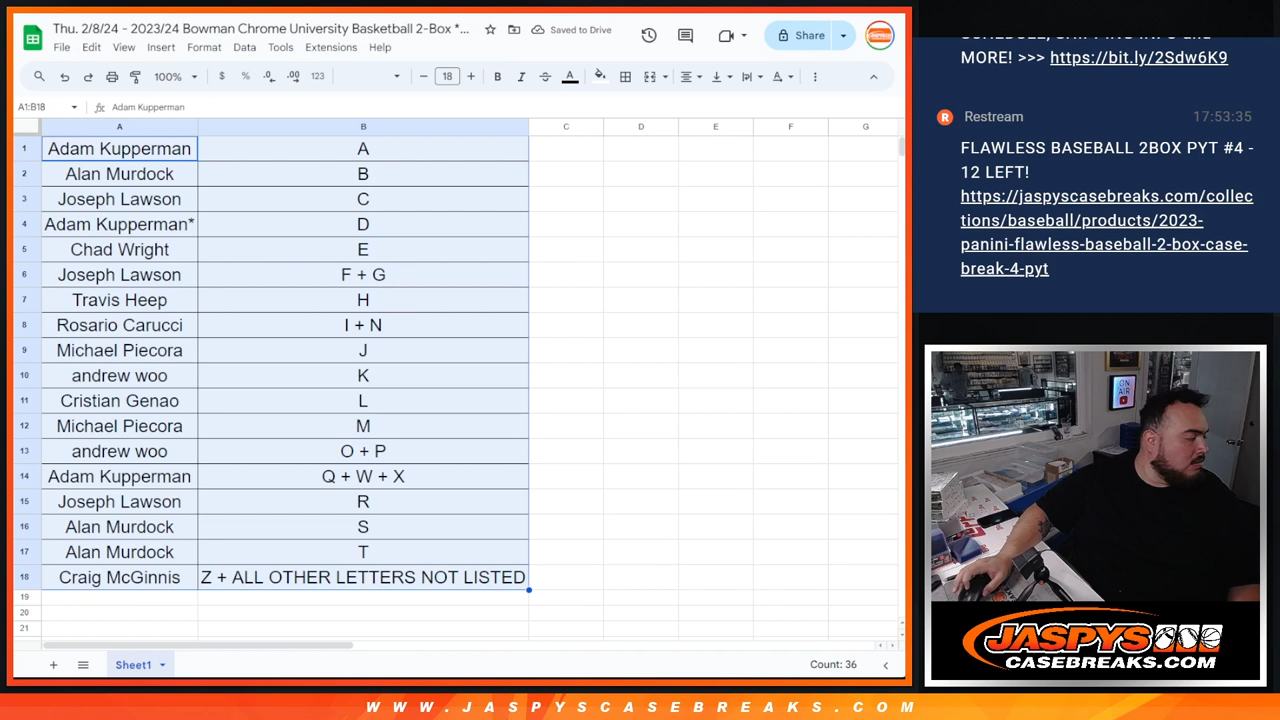 Thu. 2/8/24 - 2023/24 Bowman Chrome University Basketball 2-Box *...
Saved to Drive
Share
File Edit View Insert Format Data Tools Extensions Help
100% $ % .0 .00 123 18 B I S A
A1:B18 fx Adam Kupperman
A B C D E F G
1 Adam Kupperman A
2 Alan Murdock B
3 Joseph Lawson C
4 Adam Kupperman* D
5 Chad Wright E
6 Joseph Lawson F + G
7 Travis Heep H
8 Rosario Carucci I + N
9 Michael Piecora J
10 andrew woo K
11 Cristian Genao L
12 Michael Piecora M
13 andrew woo O + P
14 Adam Kupperman Q + W + X
15 Joseph Lawson R
16 Alan Murdock S
17 Alan Murdock T
18 Craig McGinnis Z + ALL OTHER LETTERS NOT LISTED
19
20
21
Sheet1 Count: 36
MORE! >>> https://bit.ly/2Sdw6K9
R Restream 17:53:35
FLAWLESS BASEBALL 2BOX PYT #4 -
12 LEFT!
https://jaspyscasebreaks.com/collec
tions/baseball/products/2023-
panini-flawless-baseball-2-box-case-
break-4-pyt
ON
AIR
JASPYS
CASEBREAKS.COM
WWW.JASPYSCASEBREAKS.COM